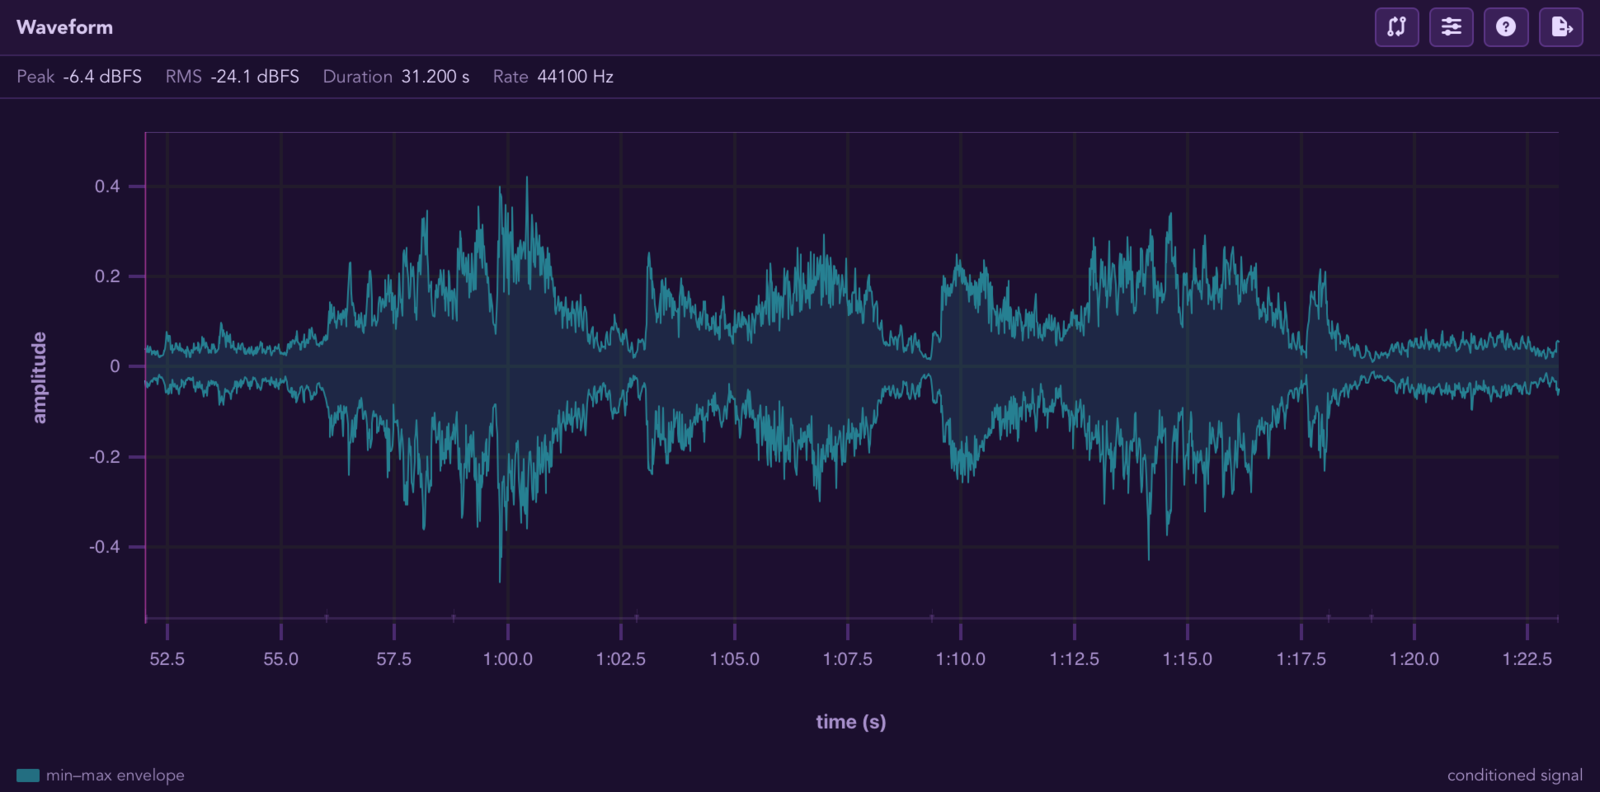 Waveform
Peak -6.4 dBFS RMS -24.1 dBFS Duration 31.200 s Rate 44100 Hz
0.4
0.2
0
-0.2
-0.4
amplitude
52.5 55.0 57.5 1:00.0 1:02.5 1:05.0 1:07.5 1:10.0 1:12.5 1:15.0 1:17.5 1:20.0 1:22.5
time (s)
min–max envelope conditioned signal